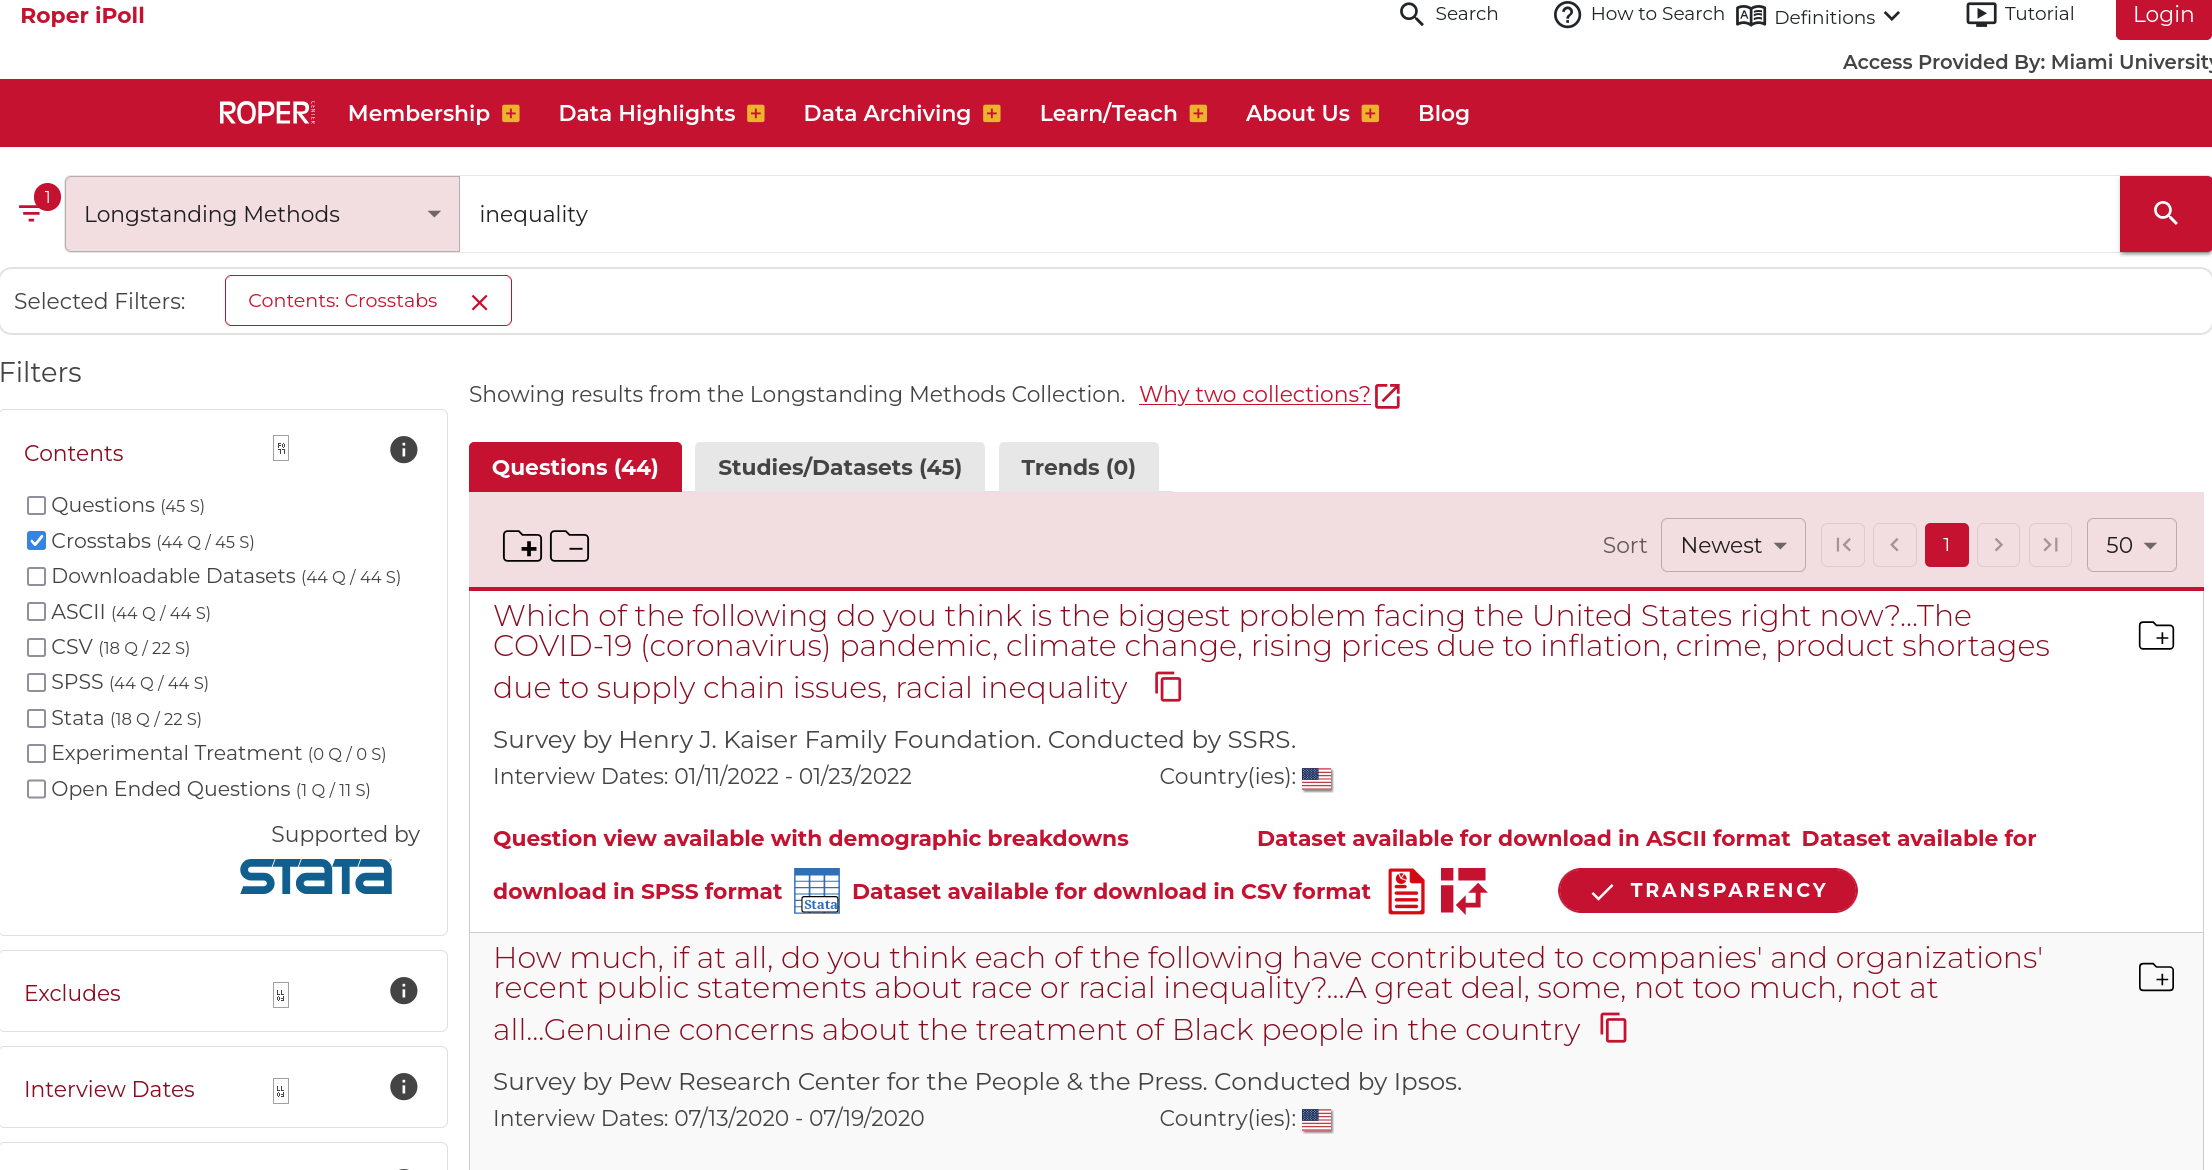 Roper iPoll
Search
How to Search
Definitions
Tutorial
Login
Access Provided By: Miami University
ROPER
Membership
Data Highlights
Data Archiving
Learn/Teach
About Us
Blog
1
Longstanding Methods
inequality
Selected Filters:
Contents: Crosstabs
Filters
Contents
Questions (45 S)
Crosstabs (44 Q / 45 S)
Downloadable Datasets (44 Q / 44 S)
ASCII (44 Q / 44 S)
CSV (18 Q / 22 S)
SPSS (44 Q / 44 S)
Stata (18 Q / 22 S)
Experimental Treatment (0 Q / 0 S)
Open Ended Questions (1 Q / 11 S)
Supported by
stata
Excludes
Interview Dates
Showing results from the Longstanding Methods Collection. Why two collections?
Questions (44)
Studies/Datasets (45)
Trends (0)
Sort
Newest
1
50
Which of the following do you think is the biggest problem facing the United States right now?...The
COVID-19 (coronavirus) pandemic, climate change, rising prices due to inflation, crime, product shortages
due to supply chain issues, racial inequality
Survey by Henry J. Kaiser Family Foundation. Conducted by SSRS.
Interview Dates: 01/11/2022 - 01/23/2022
Country(ies):
Question view available with demographic breakdowns
Dataset available for download in ASCII format Dataset available for
download in SPSS format
Stata
Dataset available for download in CSV format
TRANSPARENCY
How much, if at all, do you think each of the following have contributed to companies' and organizations'
recent public statements about race or racial inequality?...A great deal, some, not too much, not at
all...Genuine concerns about the treatment of Black people in the country
Survey by Pew Research Center for the People & the Press. Conducted by Ipsos.
Interview Dates: 07/13/2020 - 07/19/2020
Country(ies):